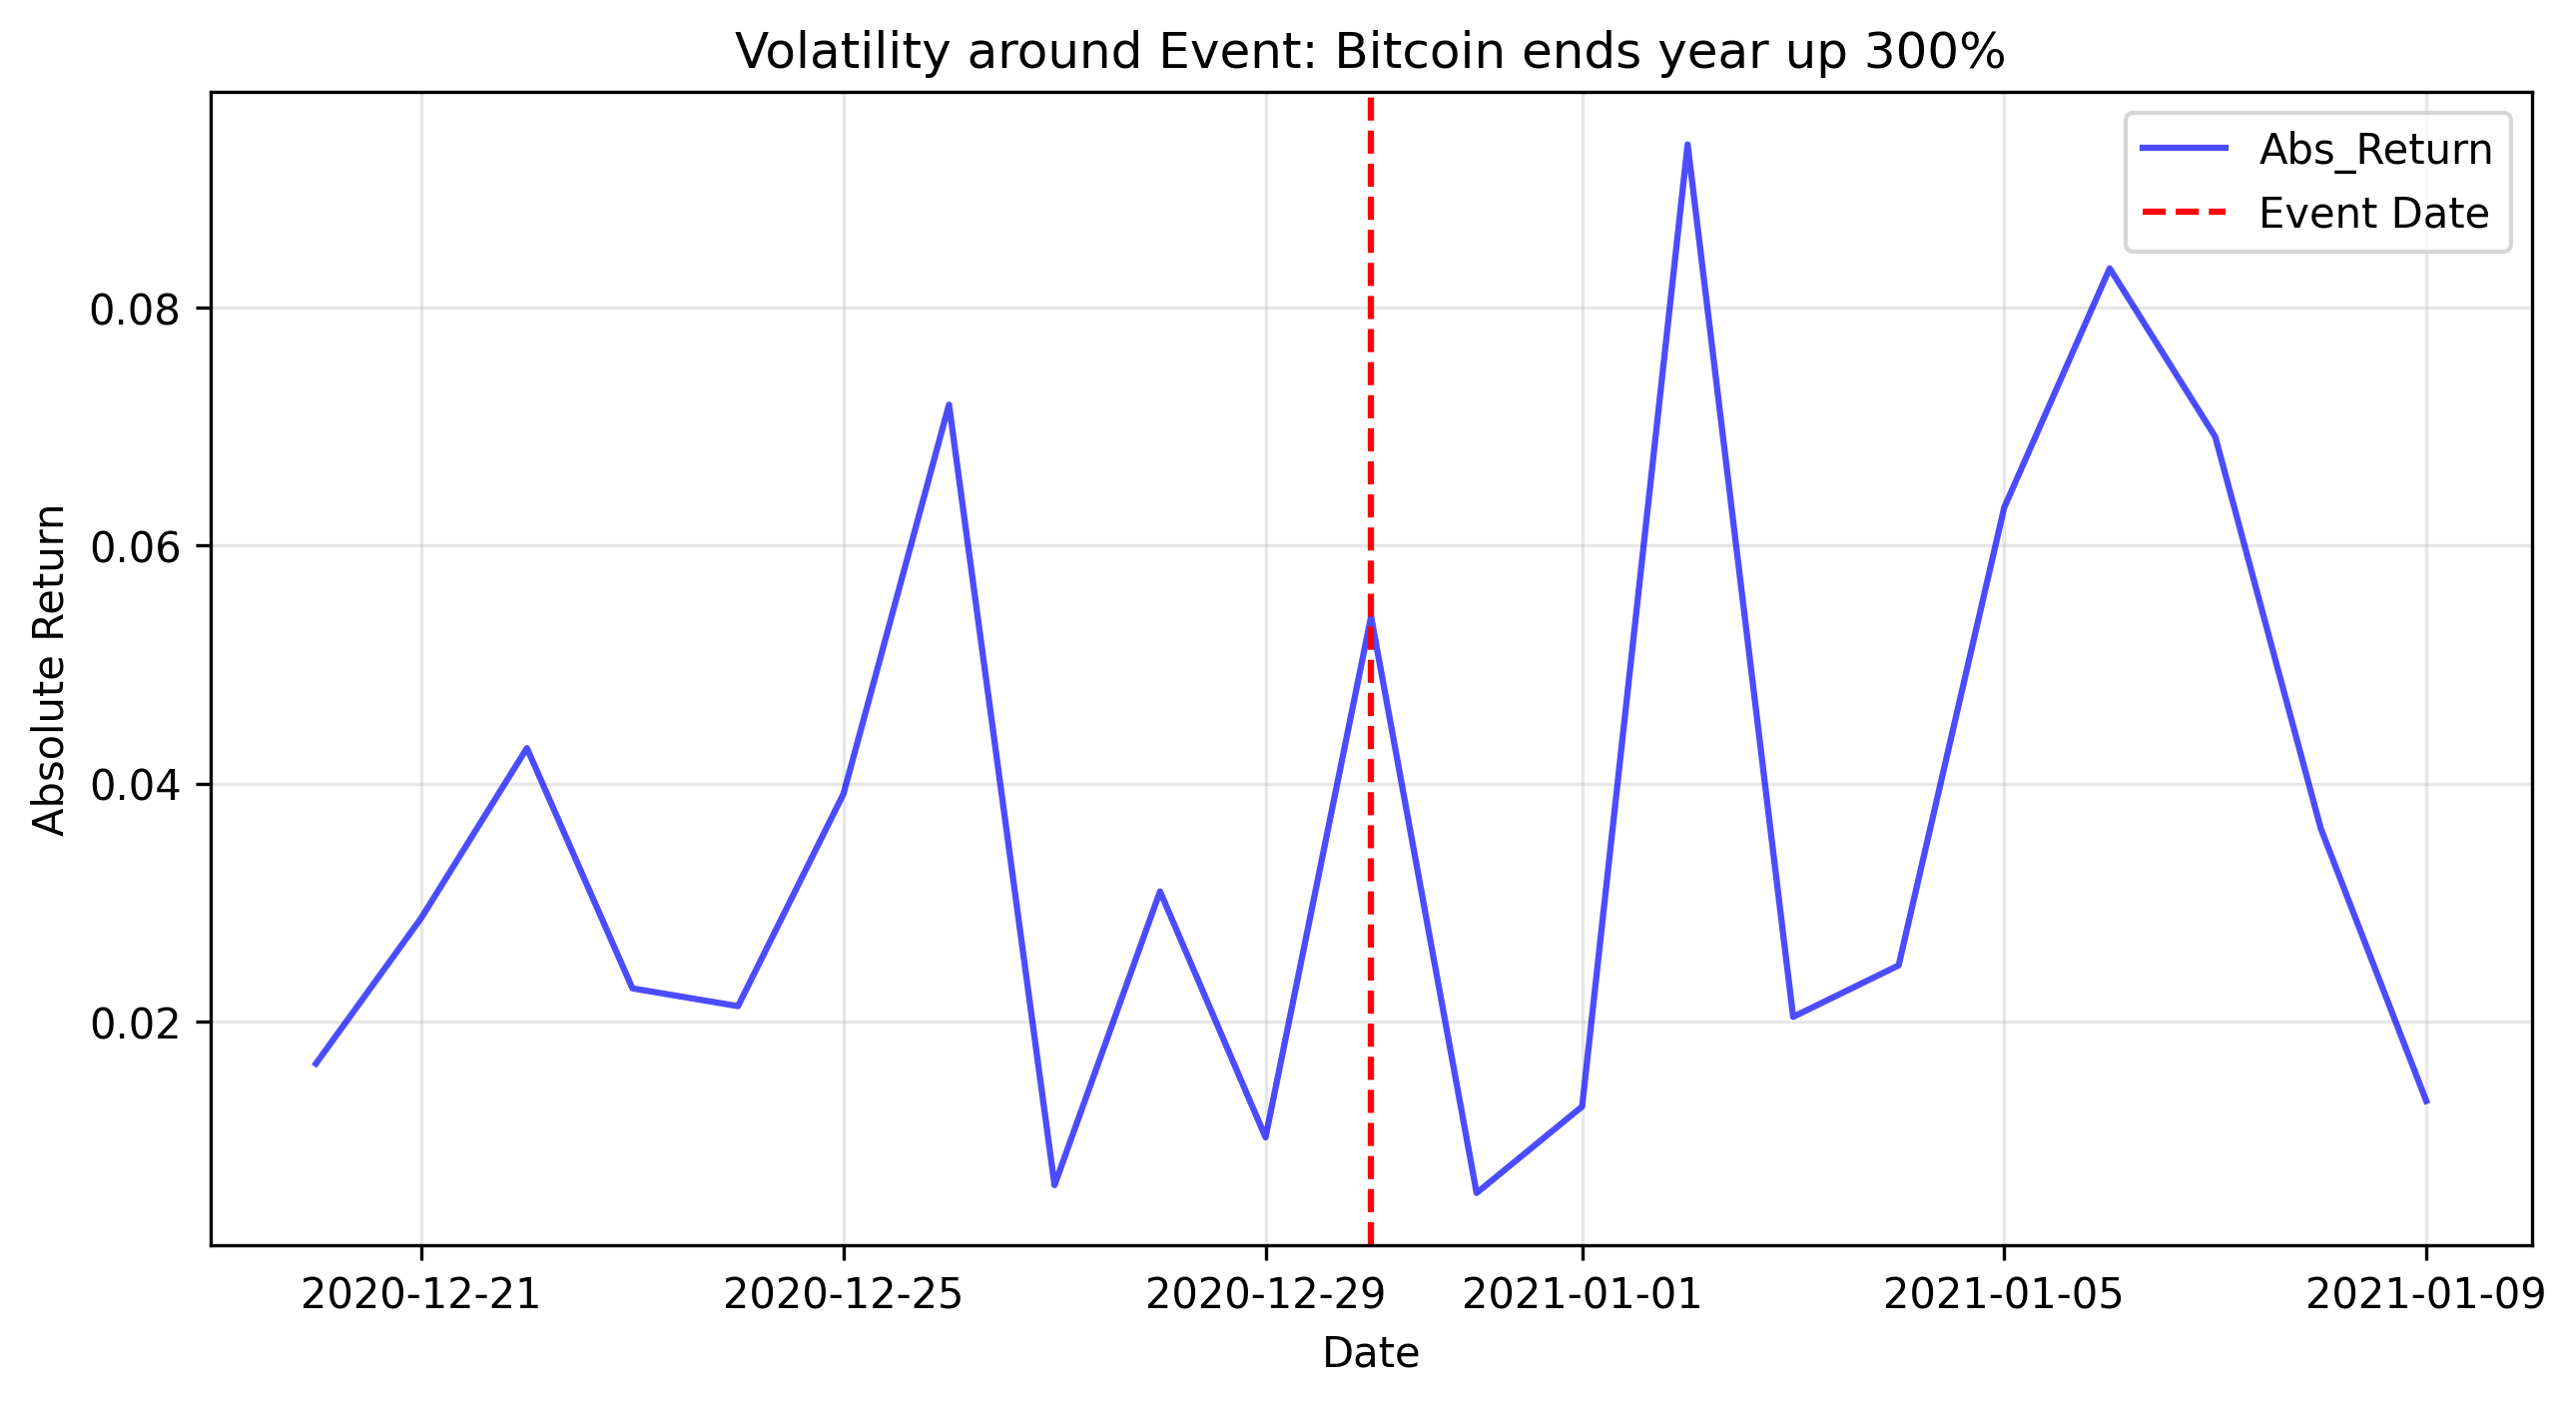 Volatility around Event: Bitcoin ends year up 300%
Abs_Return
Event Date
Absolute Return
0.08
0.06
0.04
0.02
2020-12-21 2020-12-25 2020-12-29 2021-01-01 2021-01-05 2021-01-09
Date